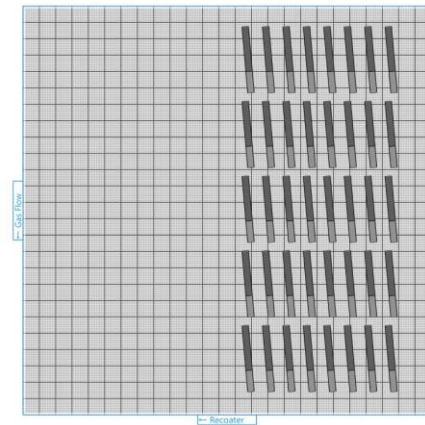 ← Gas Flow
← Recoater